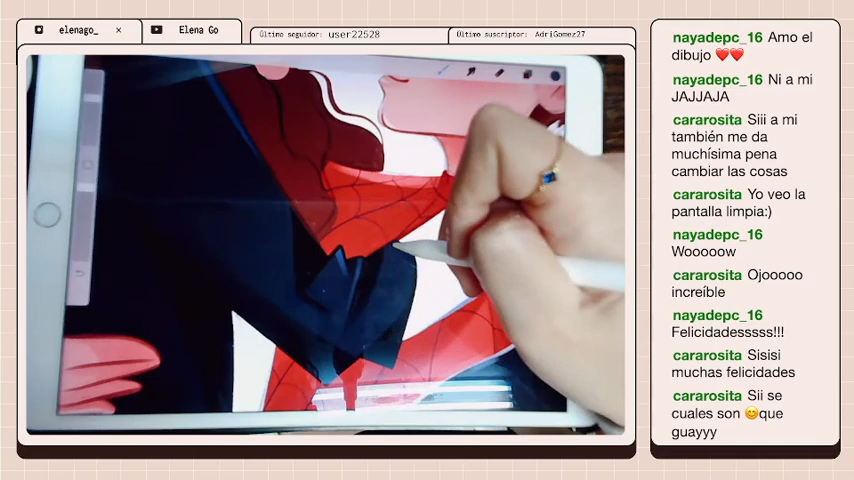 elenago_ ×
Elena Go
Último seguidor: user22528
Último suscriptor: AdriGomez27
nayadepc_16 Amo el
dibujo ❤️❤️
nayadepc_16 Ni a mi
JAJJAJA
cararosita Siii a mi
también me da
muchísima pena
cambiar las cosas
cararosita Yo veo la
pantalla limpia:)
nayadepc_16
Wooooow
cararosita Ojooooo
increíble
nayadepc_16
Felicidadesssss!!!
cararosita Sisisi
muchas felicidades
cararosita Sii se
cuales son 😊que
guayyy